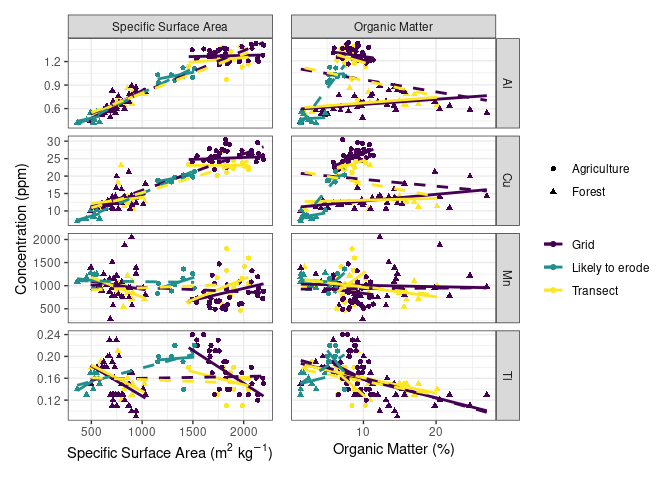 Specific Surface Area
Organic Matter
Concentration (ppm)
1.2
0.9
0.6
Al
30
25
20
15
10
Cu
2000
1500
1000
500
Mn
0.24
0.20
0.16
0.12
Tl
500
1000
1500
2000
10
20
Specific Surface Area (m² kg⁻¹)
Organic Matter (%)
Agriculture
Forest
Grid
Likely to erode
Transect